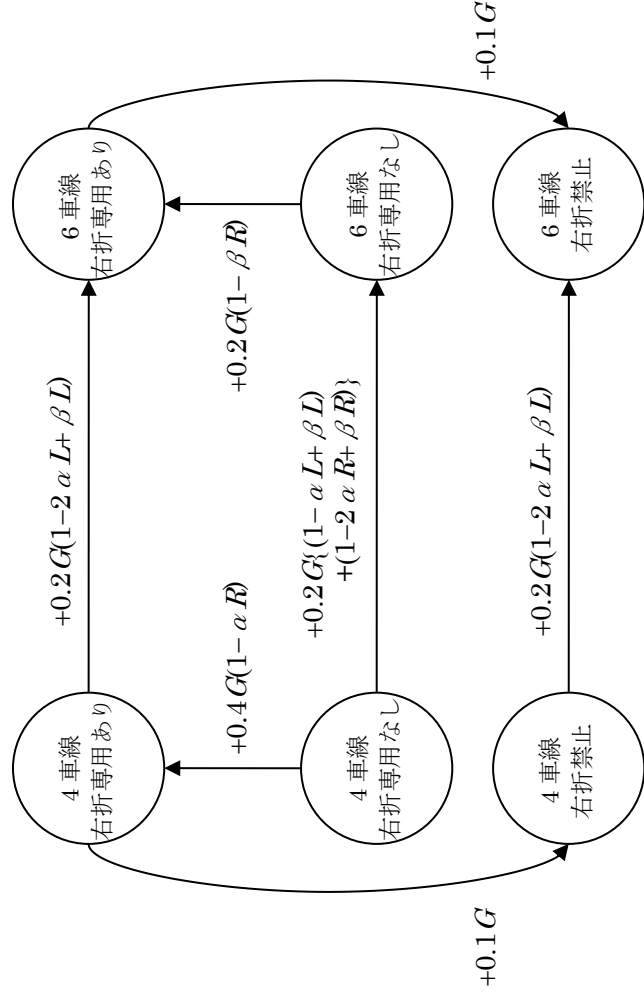 +0.2G(1-2αL+βL)
4 車線
右折専用あり
6 車線
右折専用あり
+0.4G(1-αR)
+0.2G(1-βR)
+0.2G{(1-αL+βL)
+(1-2αR+βR)}
4 車線
右折専用なし
6 車線
右折専用なし
+0.1G
+0.1G
+0.2G(1-2αL+βL)
4 車線
右折禁止
6 車線
右折禁止